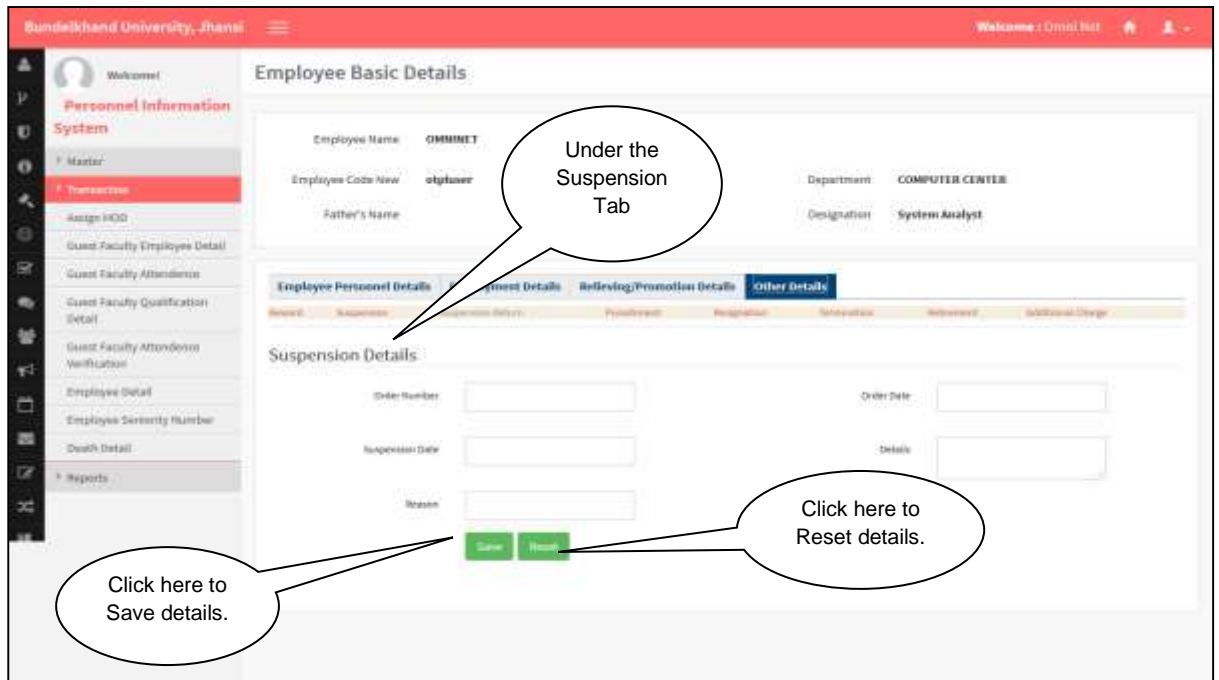 Bundelkhand University, Jhansi
Welcome : Omni Net
Welcome!
Personnel Information
System
Master
Transaction
Assign HOD
Guest Faculty Employee Detail
Guest Faculty Attendence
Guest Faculty Qualification
Detail
Guest Faculty Attendence
Verification
Employee Detail
Employee Seniority Number
Death Detail
Reports
Employee Basic Details
Employee Name OMNINET
Employee Code New otpluser
Department COMPUTER CENTER
Father's Name
Designation System Analyst
Under the
Suspension
Tab
Employee Personnel Details Details Relieving/Promotion Details Other Details
Reward Suspension Suspension Return Punishment Resignation Termination Retirement Additional Charge
Suspension Details
Order Number
Order Date
Suspension Date
Details
Reason
Save Reset
Click here to
Reset details.
Click here to
Save details.